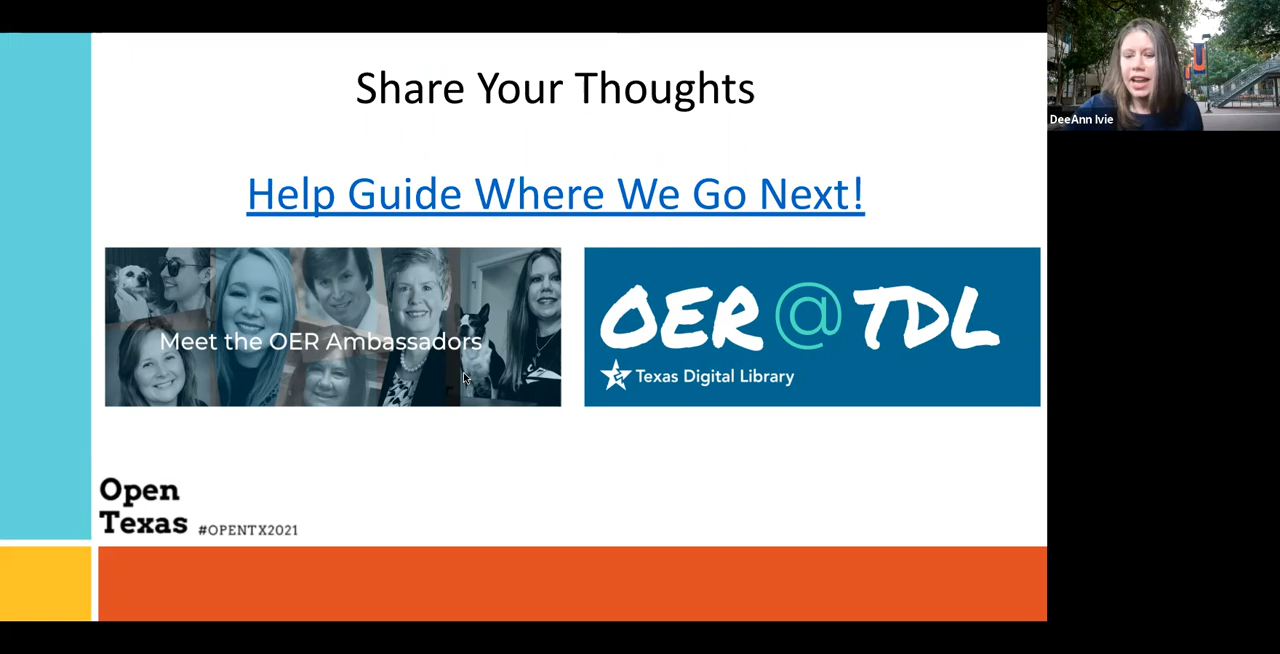 Share Your Thoughts
DeeAnn Ivie
Help Guide Where We Go Next!
Meet the OER Ambassadors
OER@TDL
Texas Digital Library
Open
Texas #OPENTX2021